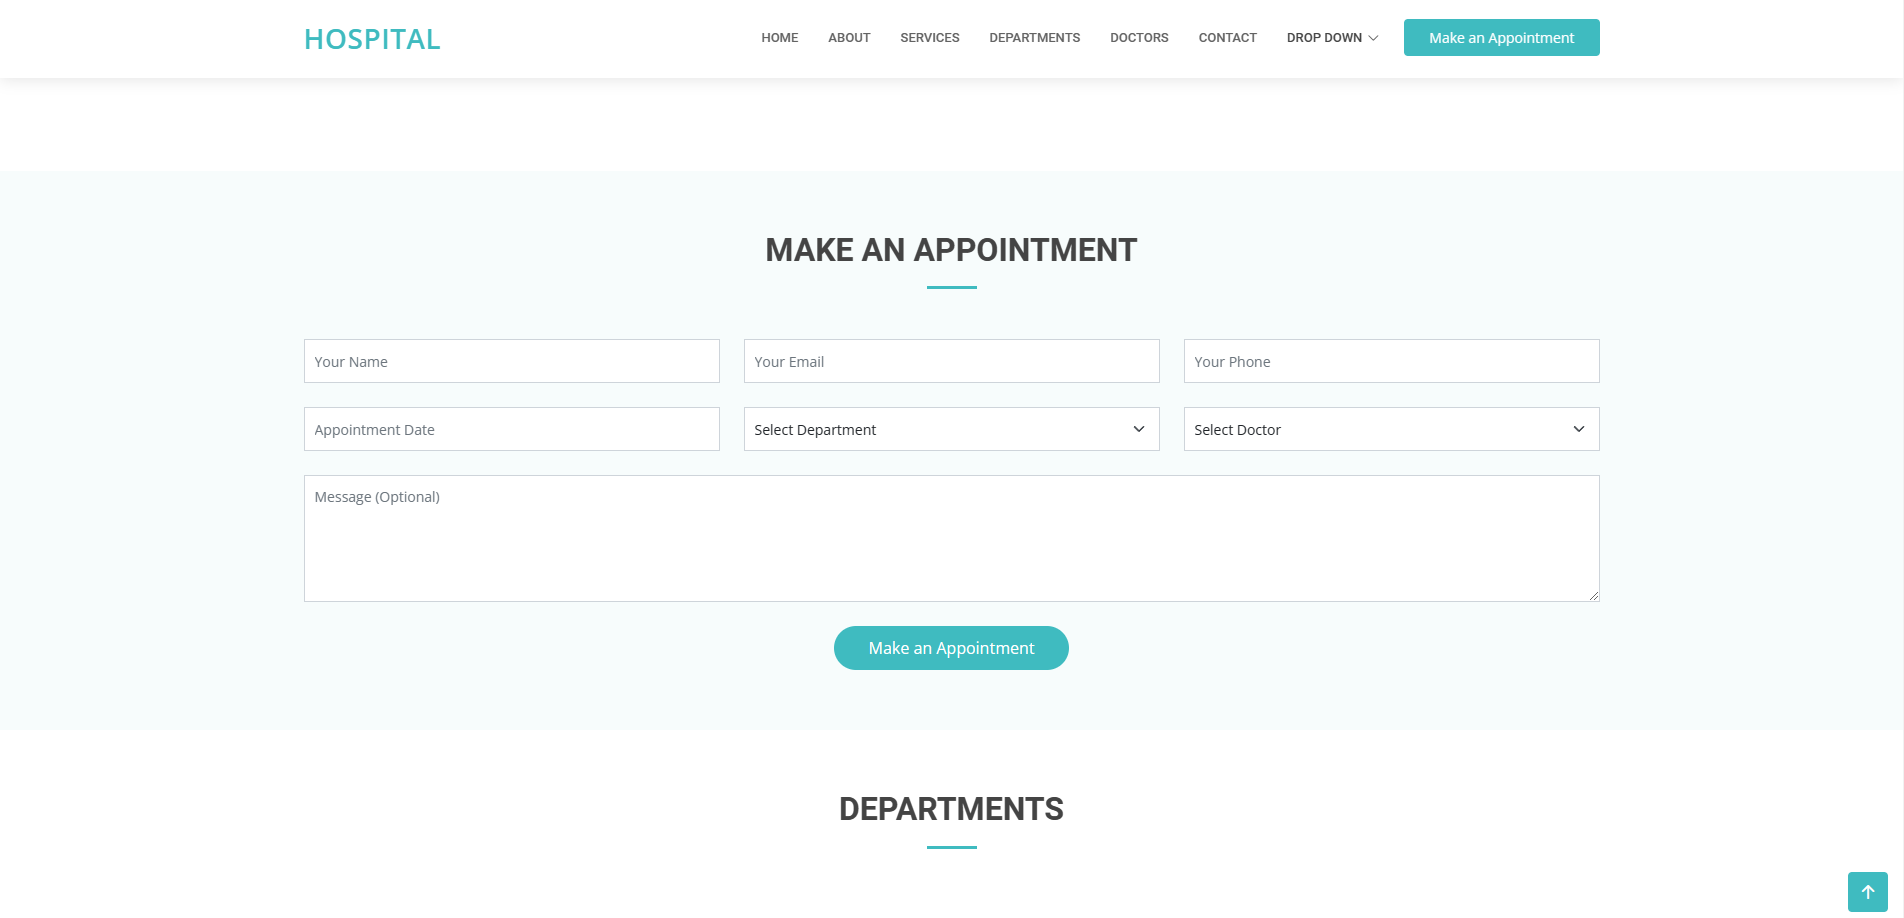 HOSPITAL
HOME ABOUT SERVICES DEPARTMENTS DOCTORS CONTACT DROP DOWN Make an Appointment
MAKE AN APPOINTMENT
Your Name Your Email Your Phone
Appointment Date Select Department Select Doctor
Message (Optional)
Make an Appointment
DEPARTMENTS